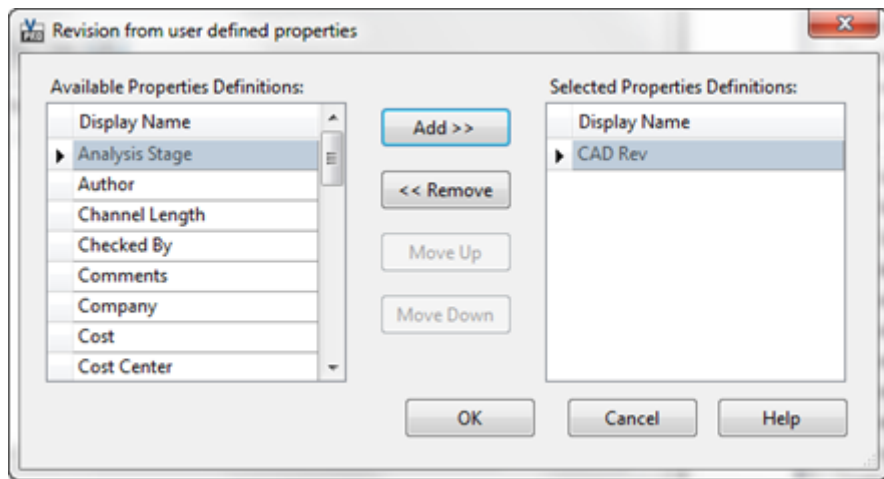 Revision from user defined properties
Available Properties Definitions:
Display Name
Analysis Stage
Author
Channel Length
Checked By
Comments
Company
Cost
Cost Center
Add >>
<< Remove
Move Up
Move Down
Selected Properties Definitions:
Display Name
CAD Rev
OK
Cancel
Help